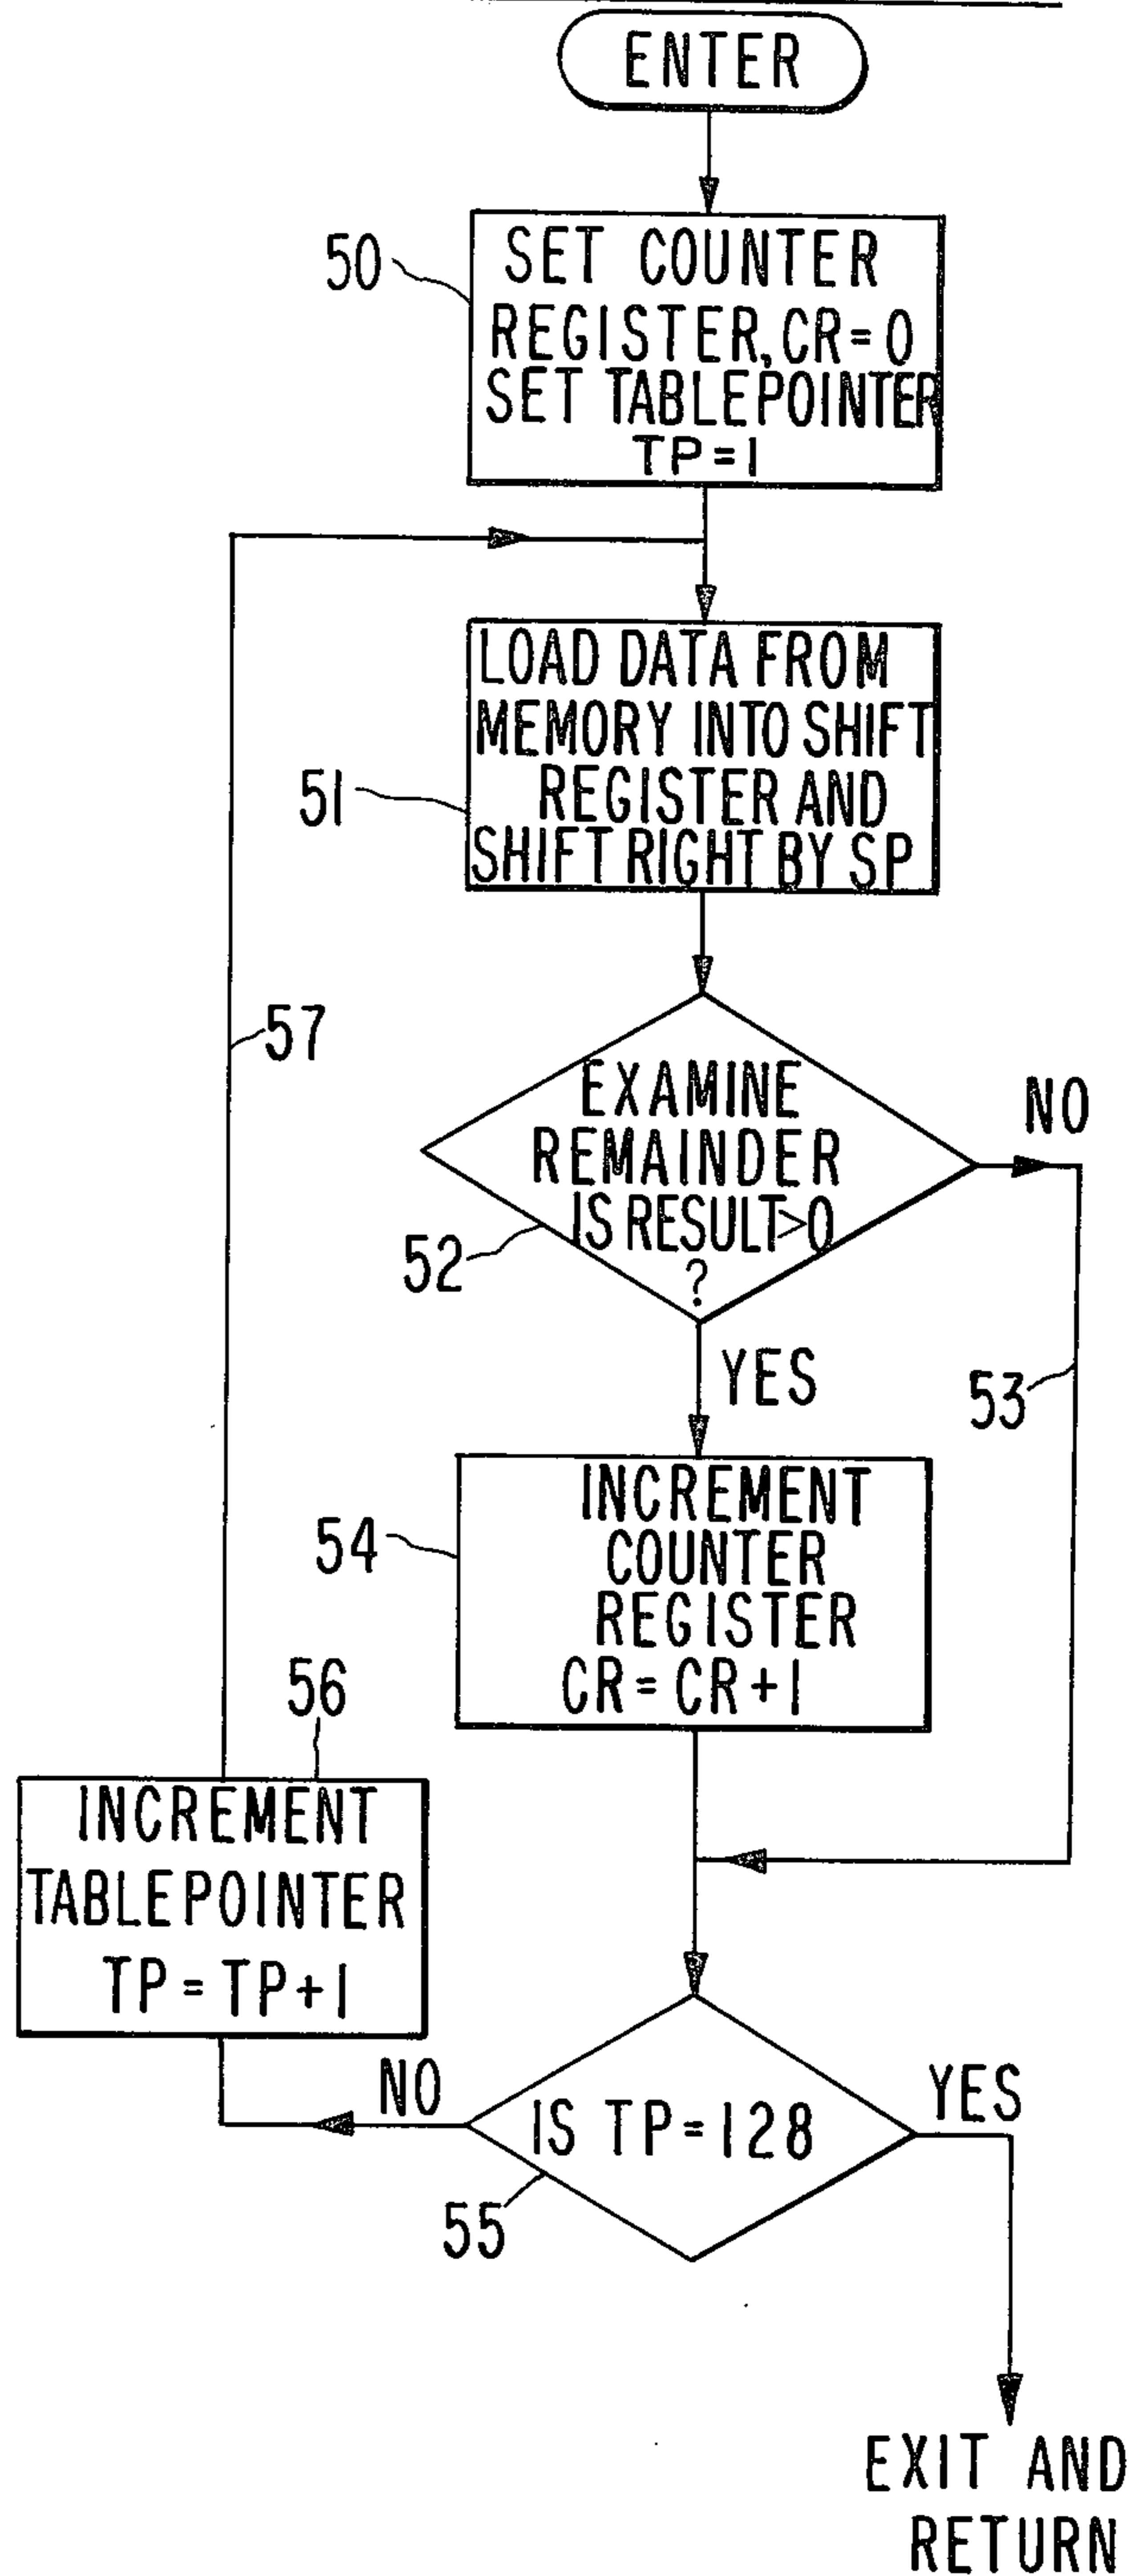 ENTER
50
SET COUNTER
REGISTER, CR = 0
SET TABLEPOINTER
TP = 1
LOAD DATA FROM
MEMORY INTO SHIFT
REGISTER AND
SHIFT RIGHT BY SP
51
57
EXAMINE
REMAINDER
IS RESULT > 0
?
NO
52
YES
53
INCREMENT
COUNTER
REGISTER
CR = CR + 1
54
56
INCREMENT
TABLEPOINTER
TP = TP + 1
NO
IS TP = 128
YES
55
EXIT AND
RETURN